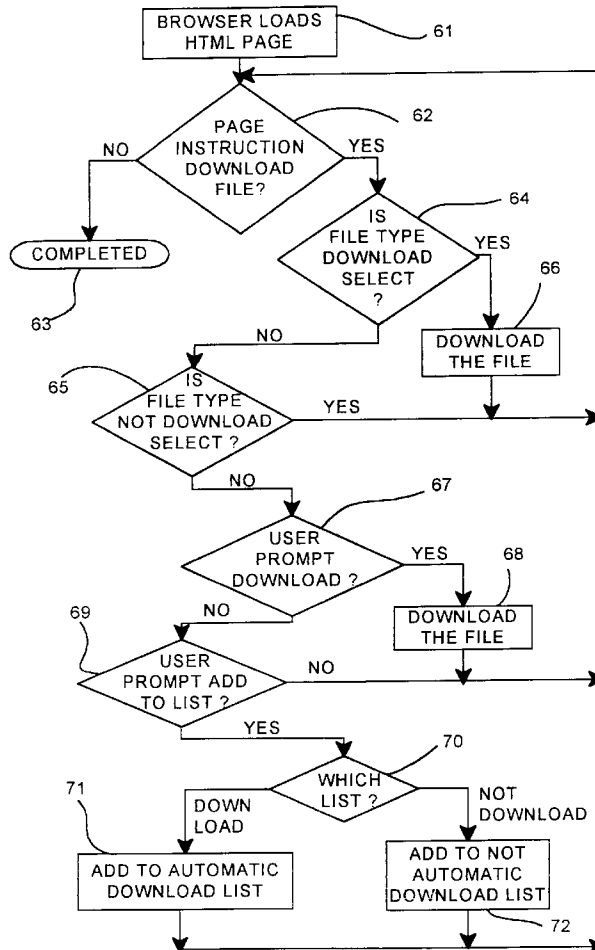 BROWSER LOADS
HTML PAGE
61
PAGE
INSTRUCTION
DOWNLOAD
FILE?
62
NO
YES
COMPLETED
63
IS
FILE TYPE
DOWNLOAD
SELECT
?
64
YES
NO
66
DOWNLOAD
THE FILE
65
IS
FILE TYPE
NOT DOWNLOAD
SELECT ?
YES
NO
67
USER
PROMPT
DOWNLOAD ?
YES
NO
68
DOWNLOAD
THE FILE
69
USER
PROMPT ADD
TO LIST ?
NO
YES
70
WHICH
LIST ?
DOWN
LOAD
NOT
DOWNLOAD
71
ADD TO AUTOMATIC
DOWNLOAD LIST
ADD TO NOT
AUTOMATIC
DOWNLOAD LIST
72